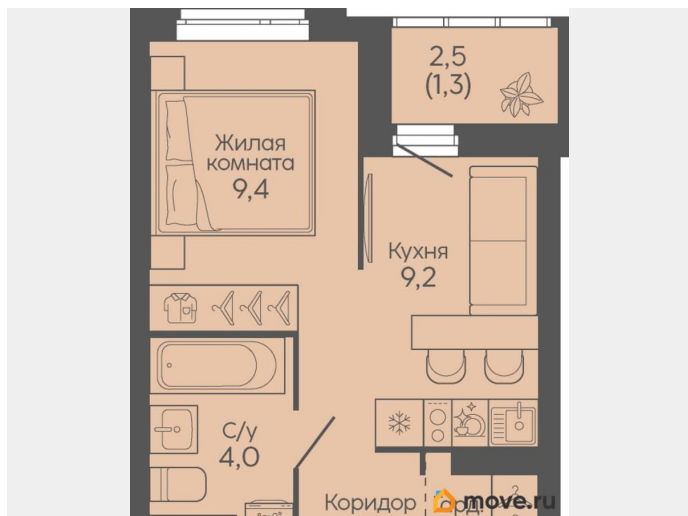 2,5
(1,3)
Жилая
комната
9,4
Кухня
9,2
С/у
4,0
Коридор
move.ru